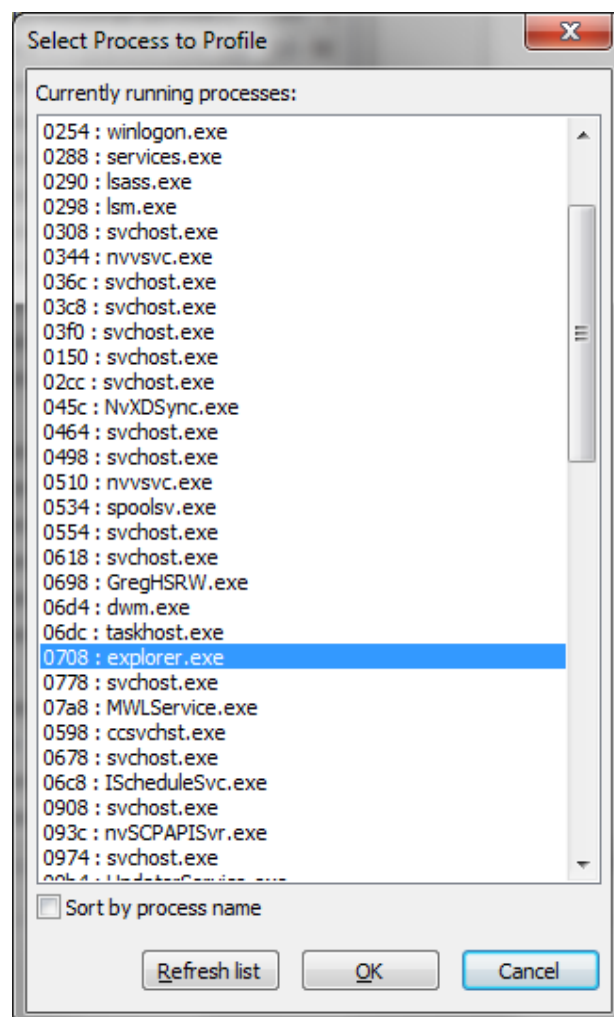 Select Process to Profile
Currently running processes:
0254 : winlogon.exe
0288 : services.exe
0290 : lsass.exe
0298 : lsm.exe
0308 : svchost.exe
0344 : nvvsvc.exe
036c : svchost.exe
03c8 : svchost.exe
03f0 : svchost.exe
0150 : svchost.exe
02cc : svchost.exe
045c : NvXDSync.exe
0464 : svchost.exe
0498 : svchost.exe
0510 : nvvsvc.exe
0534 : spoolsv.exe
0554 : svchost.exe
0618 : svchost.exe
0698 : GregHSRW.exe
06d4 : dwm.exe
06dc : taskhost.exe
0708 : explorer.exe
0778 : svchost.exe
07a8 : MWLService.exe
0598 : ccsvchst.exe
0678 : svchost.exe
06c8 : IScheduleSvc.exe
0908 : svchost.exe
093c : nvSCPAPISvr.exe
0974 : svchost.exe
Sort by process name
Refresh list
OK
Cancel